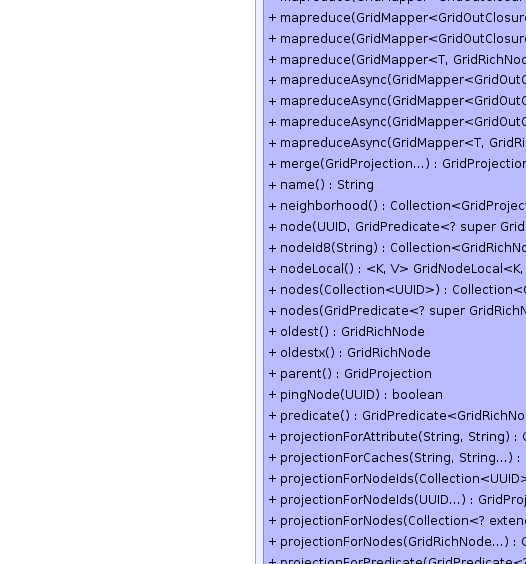 + mapreduce(GridMapper<GridOutClosure
+ mapreduce(GridMapper<GridOutClosure
+ mapreduce(GridMapper<T, GridRichNod
+ mapreduceAsync(GridMapper<GridOutC
+ mapreduceAsync(GridMapper<GridOutC
+ mapreduceAsync(GridMapper<GridOutC
+ mapreduceAsync(GridMapper<T, GridRi
+ merge(GridProjection...) : GridProjection
+ name() : String
+ neighborhood() : Collection<GridProject
+ node(UUID, GridPredicate<? super Grid
+ nodeId8(String) : Collection<GridRichNo
+ nodeLocal() : <K, V> GridNodeLocal<K,
+ nodes(Collection<UUID>) : Collection<G
+ nodes(GridPredicate<? super GridRichN
+ oldest() : GridRichNode
+ oldestx() : GridRichNode
+ parent() : GridProjection
+ pingNode(UUID) : boolean
+ predicate() : GridPredicate<GridRichNo
+ projectionForAttribute(String, String) : G
+ projectionForCaches(String, String...) :
+ projectionForNodeIds(Collection<UUID>
+ projectionForNodeIds(UUID...) : GridProj
+ projectionForNodes(Collection<? exten
+ projectionForNodes(GridRichNode...) : G
+ projectionForPredicate(GridPredicate<?